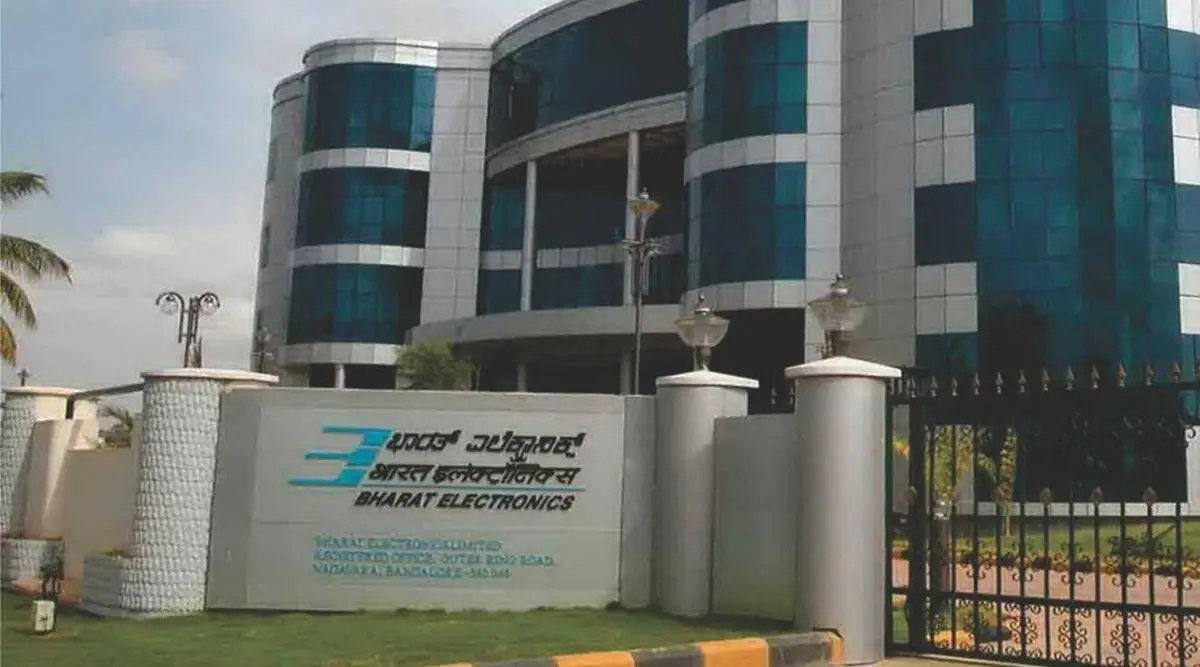 ಭಾರತ್ ಎಲೆಕ್ಟ್ರಾನಿಕ್ಸ್
भारत इलेक्ट्रॉनिक्स
BHARAT ELECTRONICS
BHARAT ELECTRONICS LIMITED
REGISTERED OFFICE, OUTER RING ROAD,
NAGAVARA, BANGALORE - 560 045